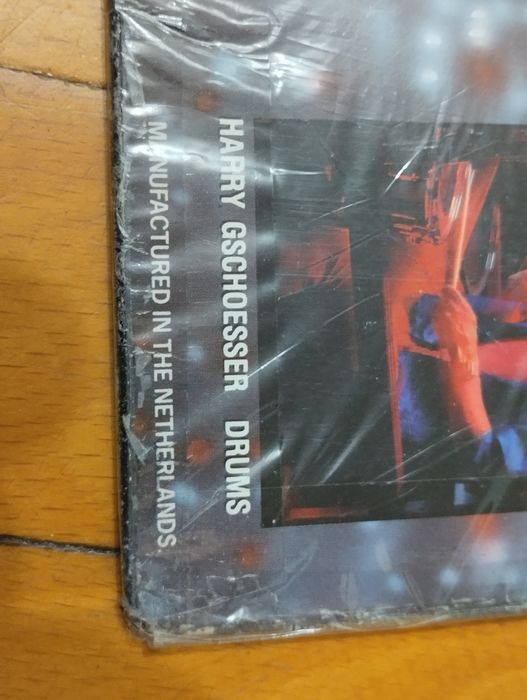 HARRY GSCHOESSER DRUMS
MANUFACTURED IN THE NETHERLANDS.